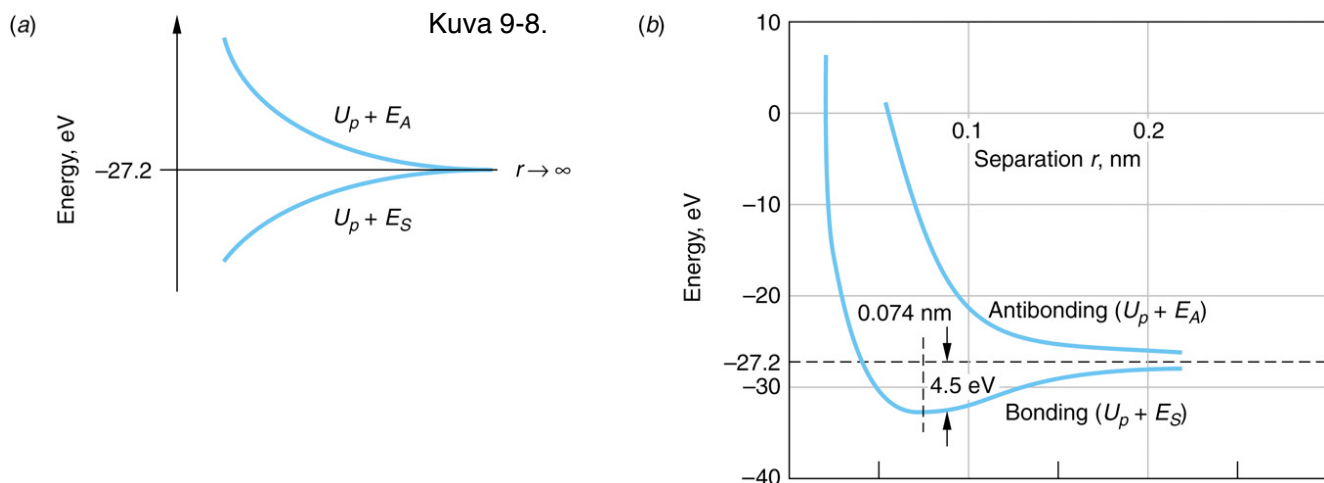 (a)
Kuva 9-8.
Energy, eV
U_p + E_A
−27.2
r → ∞
U_p + E_S
(b)
Energy, eV
10
0
0.1
0.2
Separation r, nm
−10
−20
0.074 nm
Antibonding (U_p + E_A)
−27.2
4.5 eV
−30
Bonding (U_p + E_S)
−40